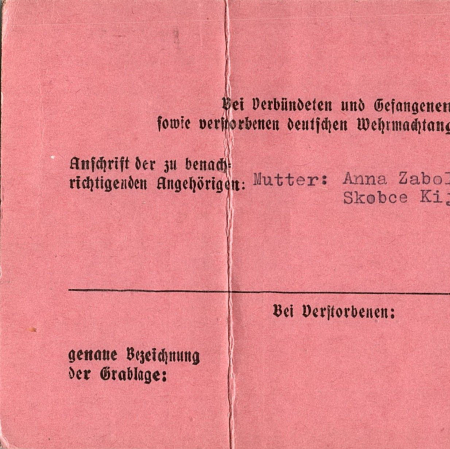 Bei Verbündeten und Gefangenen
sowie verstorbenen deutschen Wehrmachtang
Anschrift der zu benach-
richtigenden Angehörigen: Mutter: Anna Zabol
Skobce Ki
Bei Verstorbenen:
genaue Bezeichnung
der Grablage: